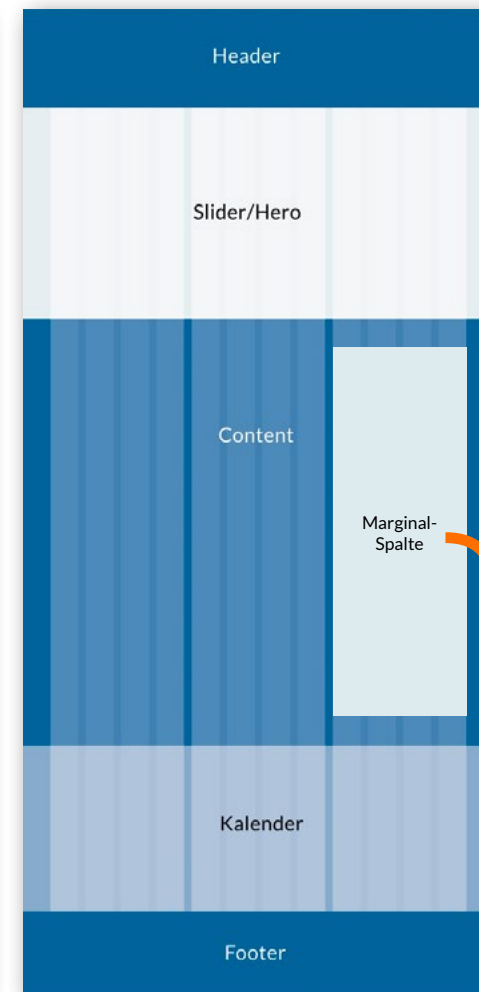 Header
Slider/Hero
Content
Marginal-
Spalte
Kalender
Footer